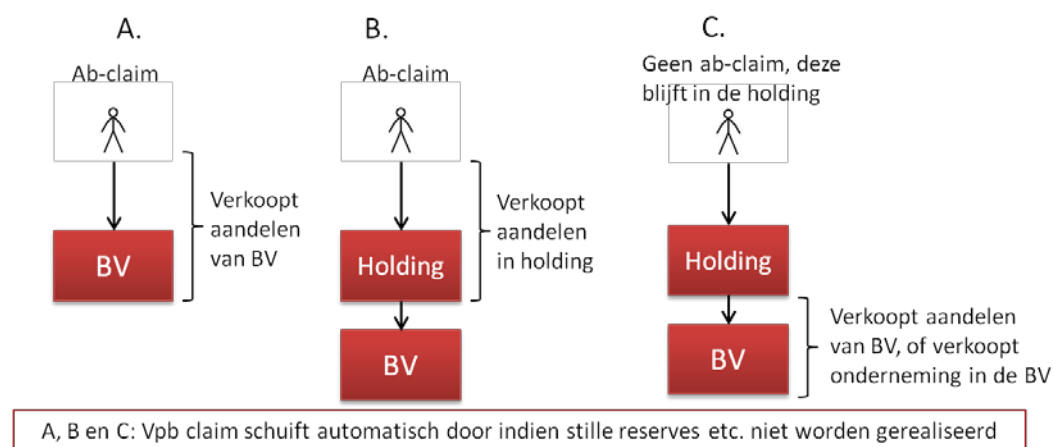 A.
Ab-claim
Verkoopt
aandelen
van BV
BV
B.
Ab-claim
Verkoopt
aandelen
in holding
Holding
BV
C.
Geen ab-claim, deze
blijft in de holding
Holding
Verkoopt aandelen
van BV, of verkoopt
onderneming in de BV
BV
A, B en C: Vpb claim schuift automatisch door indien stille reserves etc. niet worden gerealiseerd